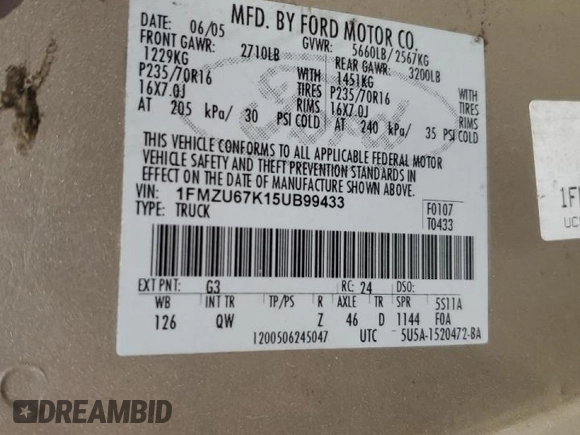 MFD. BY FORD MOTOR CO.
DATE: 06/05 GVWR: 5660LB/2567KG
FRONT GAWR: 2710LB REAR GAWR: 3200LB
1229KG 1451KG
P235/70R16 TIRES P235/70R16 TIRES
16X7.0J RIMS 16X7.0J RIMS
AT 205 kPa/ 30 PSI COLD AT 240 kPa/ 35 PSI COLD
THIS VEHICLE CONFORMS TO ALL APPLICABLE FEDERAL MOTOR
VEHICLE SAFETY AND THEFT PREVENTION STANDARDS IN
EFFECT ON THE DATE OF MANUFACTURE SHOWN ABOVE.
VIN: 1FMZU67K15UB99433
TYPE: TRUCK
F0107
T0433
EXT PNT: G3 RC: 24 DSO:
WB INT TR TP/PS R AXLE TR SPR 5S11A
126 QW Z 46 D 1144 F0A
1200506245047 UTC 5U5A-1520472-BA
DREAMBID